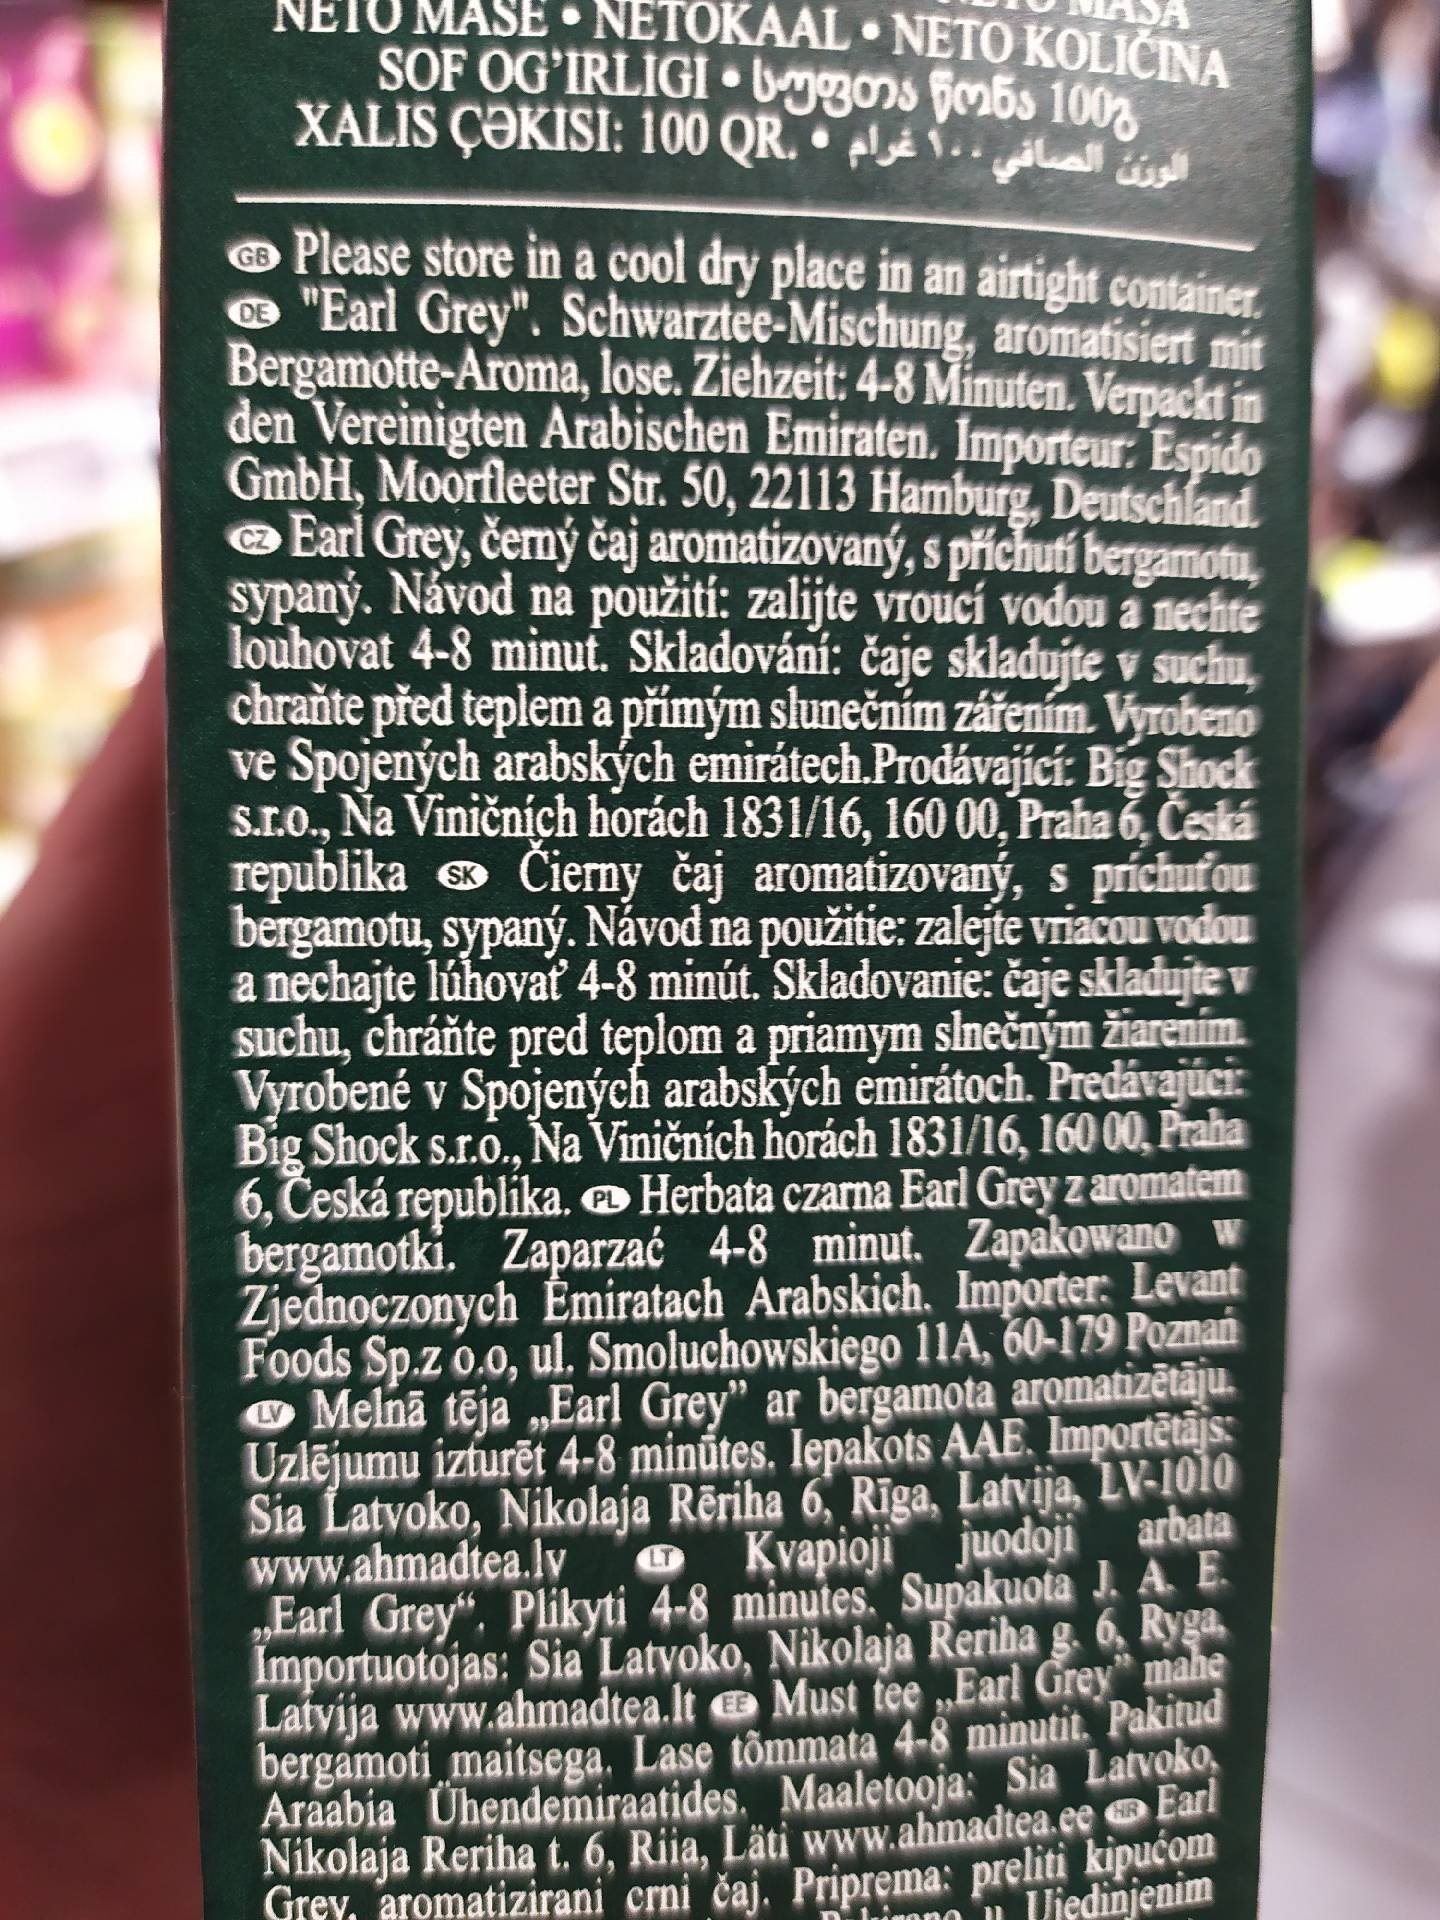 NETO MASĖ • NETOKAAL • NETO KOLIČINA
SOF OG'IRLIGI • სუფთა წონა 100გ
XALIS ÇƏKISI: 100 QR. • الوزن الصافي ١٠٠ غرام
GB Please store in a cool dry place in an airtight container.
DE "Earl Grey". Schwarztee-Mischung, aromatisiert mit
Bergamotte-Aroma, lose. Ziehzeit: 4-8 Minuten. Verpackt in
den Vereinigten Arabischen Emiraten. Importeur: Espido
GmbH, Moorfleeter Str. 50, 22113 Hamburg, Deutschland.
CZ Earl Grey, černý čaj aromatizovaný, s příchutí bergamotu,
sypaný. Návod na použití: zalijte vroucí vodou a nechte
louhovat 4-8 minut. Skladování: čaje skladujte v suchu,
chraňte před teplem a přímým slunečním zářením. Vyrobeno
ve Spojených arabských emirátech.Prodávající: Big Shock
s.r.o., Na Viničních horách 1831/16, 160 00, Praha 6, Česká
republika SK Čierny čaj aromatizovaný, s príchuťou
bergamotu, sypaný. Návod na použitie: zalejte vriacou vodou
a nechajte lúhovať 4-8 minút. Skladovanie: čaje skladujte v
suchu, chráňte pred teplom a priamym slnečným žiarením.
Vyrobené v Spojených arabských emirátoch. Predávajúci:
Big Shock s.r.o., Na Viničních horách 1831/16, 160 00, Praha
6, Česká republika. PL Herbata czarna Earl Grey z aromatem
bergamotki. Zaparzać 4-8 minut. Zapakowano w
Zjednoczonych Emiratach Arabskich. Importer: Levant
Foods Sp.z o.o, ul. Smoluchowskiego 11A, 60-179 Poznań
LV Melnā tēja „Earl Grey” ar bergamota aromatizētāju.
Uzlējumu izturēt 4-8 minūtes. Iepakots AAE. Importētājs:
Sia Latvoko, Nikolaja Rēriha 6, Rīga, Latvija, LV-1010
www.ahmadtea.lv LT Kvapioji juodoji arbata
„Earl Grey“. Plikyti 4-8 minutes. Supakuota J. A. E.
Importuotojas: Sia Latvoko, Nikolaja Reriha g. 6, Ryga,
Latvija www.ahmadtea.lt EE Must tee „Earl Grey” mahe
bergamoti maitsega. Lase tõmmata 4-8 minutit. Pakitud
Araabia Ühendemiraatides. Maaletooja: Sia Latvoko,
Nikolaja Reriha t. 6, Riia, Läti www.ahmadtea.ee HR Earl
Grey, aromatizirani crni čaj. Priprema: preliti kipućom
u Ujedinjenim